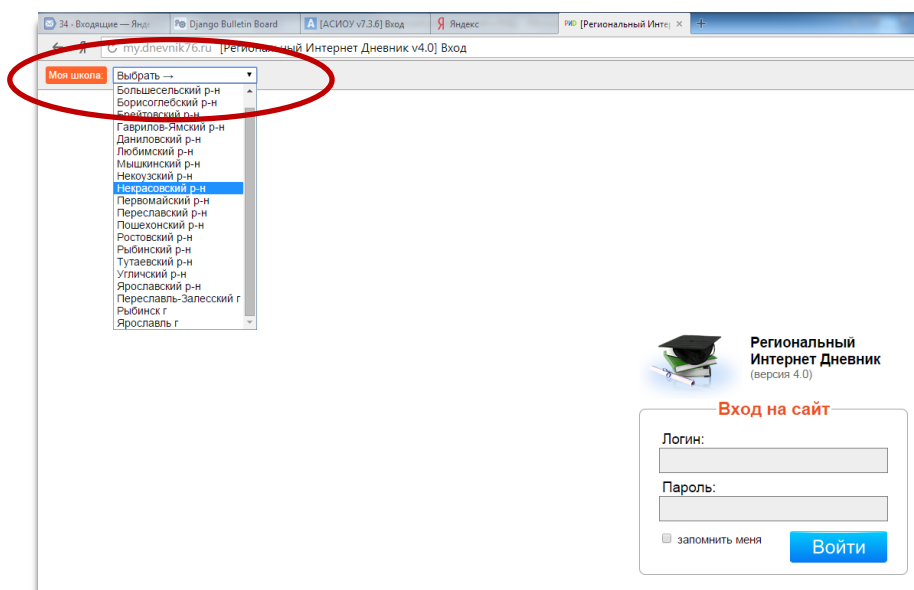 34 · Входящие — Янд
Django Bulletin Board
[АСИОУ v7.3.6] Вход
Яндекс
[Региональный Инте
my.dnevnik76.ru [Региональный Интернет Дневник v4.0] Вход
Моя школа: Выбрать →
Большесельский р-н
Борисоглебский р-н
Брейтовский р-н
Гаврилов-Ямский р-н
Даниловский р-н
Любимский р-н
Мышкинский р-н
Некоузский р-н
Некрасовский р-н
Первомайский р-н
Переславский р-н
Пошехонский р-н
Ростовский р-н
Рыбинский р-н
Тутаевский р-н
Угличский р-н
Ярославский р-н
Переславль-Залесский г
Рыбинск г
Ярославль г
Региональный
Интернет Дневник
(версия 4.0)
Вход на сайт
Логин:
Пароль:
запомнить меня
Войти